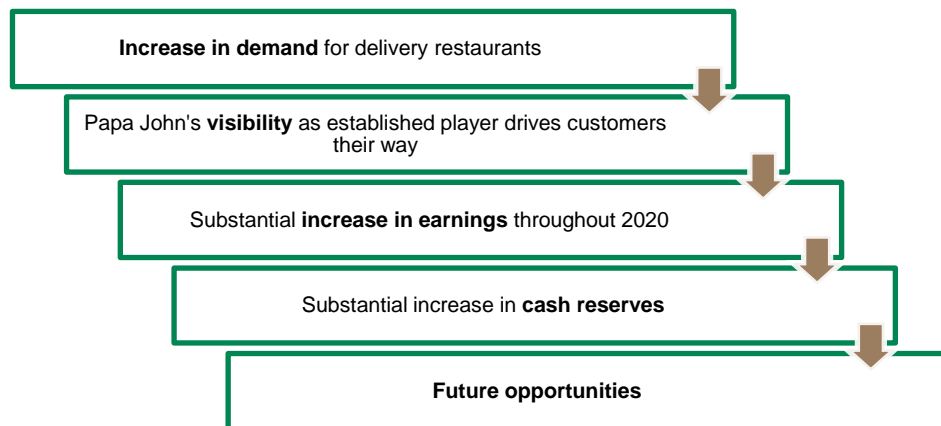 Increase in demand for delivery restaurants
Papa John's visibility as established player drives customers
their way
Substantial increase in earnings throughout 2020
Substantial increase in cash reserves
Future opportunities